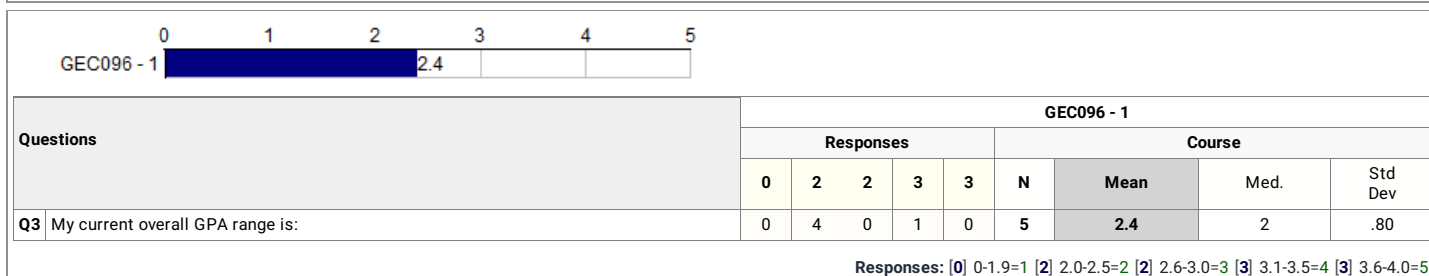 0 1 2 3 4 5
GEC096 - 1 2.4
GEC096 - 1
Questions Responses Course
0 2 2 3 3 N Mean Med. Std Dev
Q3 My current overall GPA range is: 0 4 0 1 0 5 2.4 2 .80
Responses: [0] 0-1.9=1 [2] 2.0-2.5=2 [2] 2.6-3.0=3 [3] 3.1-3.5=4 [3] 3.6-4.0=5